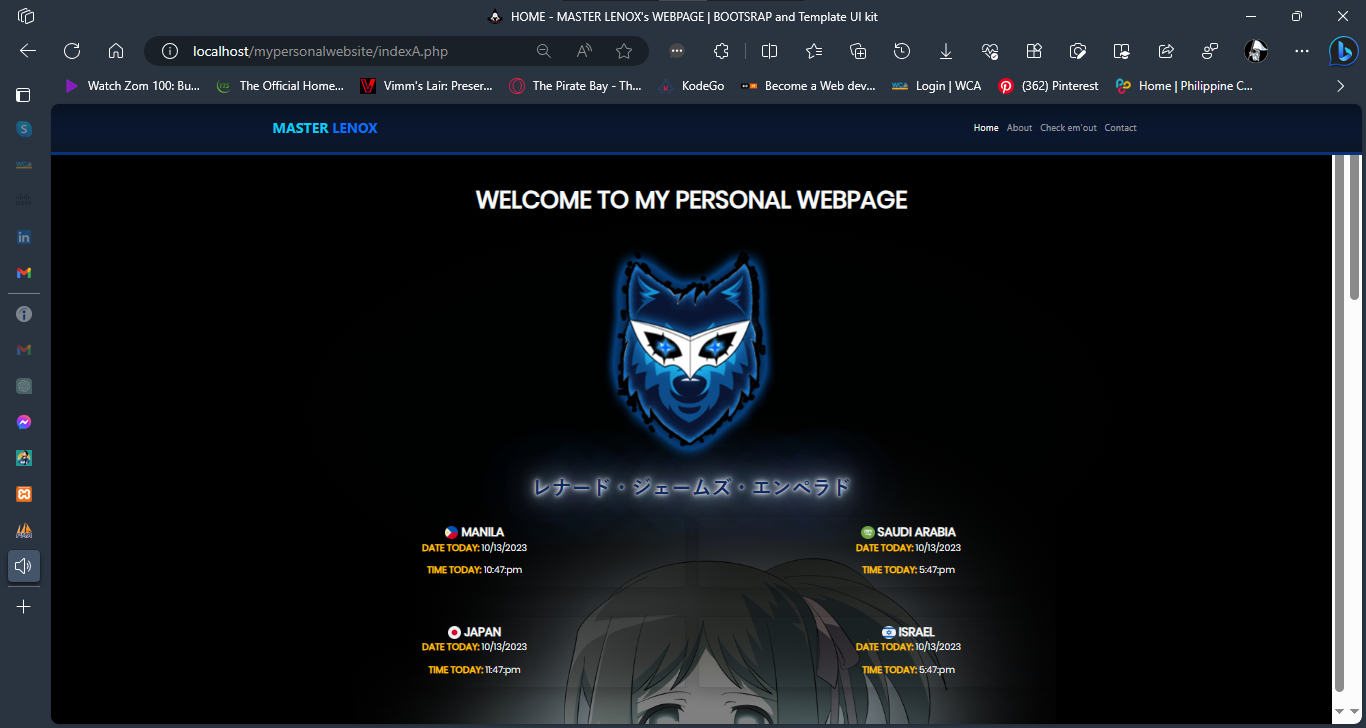 HOME - MASTER LENOX's WEBPAGE | BOOTSRAP and Template UI kit
localhost/mypersonalwebsite/indexA.php
Watch Zom 100: Bu... The Official Home... Vimm's Lair: Preser... The Pirate Bay - Th... KodeGo Become a Web dev... Login | WCA (362) Pinterest Home | Philippine C...
MASTER LENOX Home About Check em'out Contact
WELCOME TO MY PERSONAL WEBPAGE
レナード・ジェームズ・エンペラド
MANILA
DATE TODAY: 10/13/2023
TIME TODAY: 10:47:pm
SAUDI ARABIA
DATE TODAY: 10/13/2023
TIME TODAY: 5:47:pm
JAPAN
DATE TODAY: 10/13/2023
TIME TODAY: 11:47:pm
ISRAEL
DATE TODAY: 10/13/2023
TIME TODAY: 5:47:pm